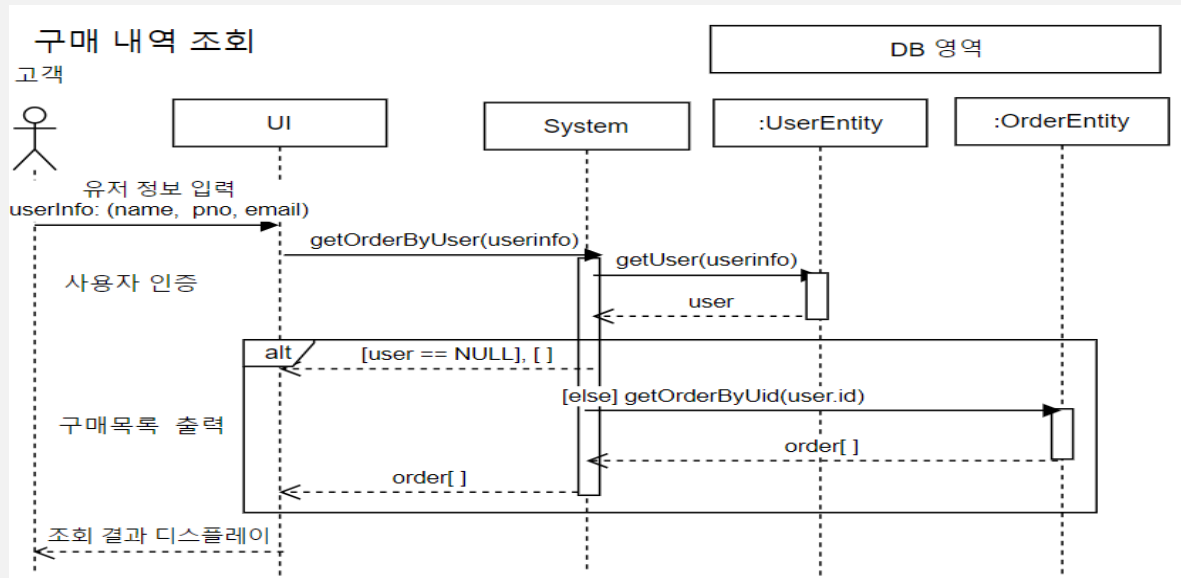 구매 내역 조회
DB 영역
고객
UI
System
:UserEntity
:OrderEntity
유저 정보 입력
userInfo: (name, pno, email)
getOrderByUser(userinfo)
getUser(userinfo)
사용자 인증
user
alt
[user == NULL], [ ]
[else] getOrderByUid(user.id)
구매목록 출력
order[ ]
order[ ]
조회 결과 디스플레이